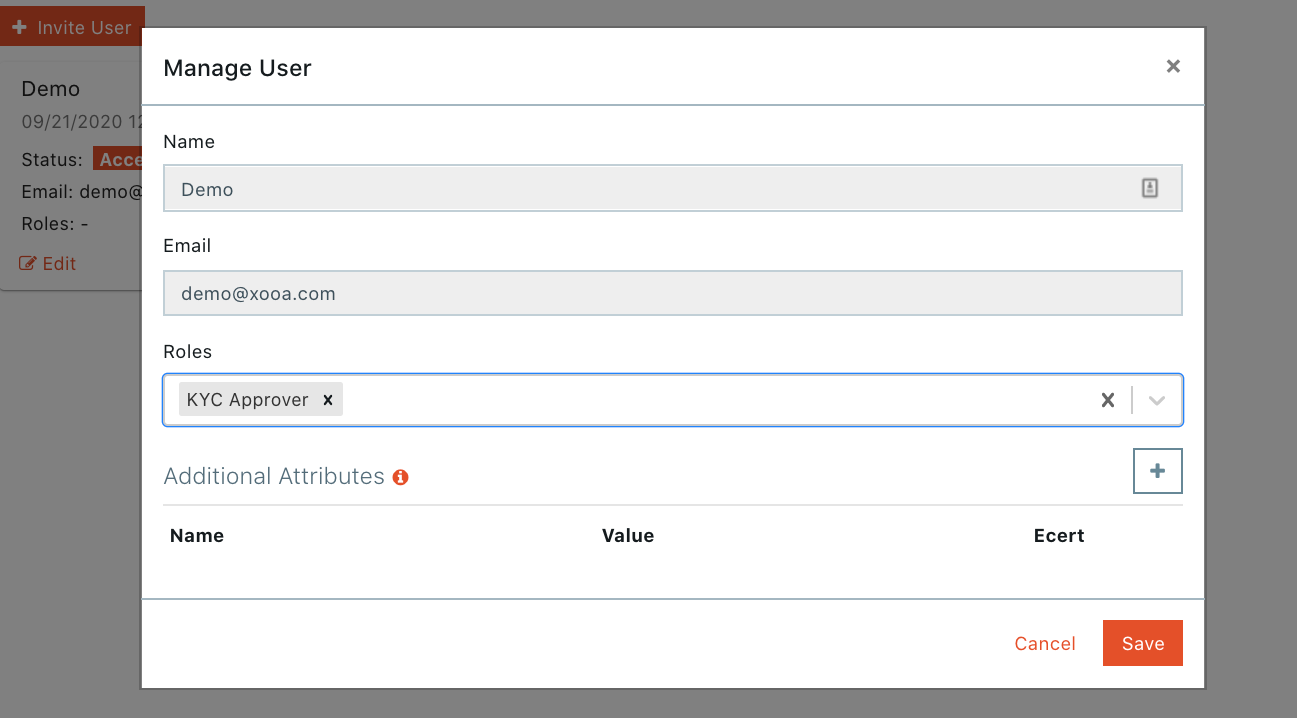 Invite User
Demo
09/21/2020 12
Status: Acce
Email: demo@
Roles: -
Edit
Manage User
Name
Demo
Email
demo@xooa.com
Roles
KYC Approver
Additional Attributes
Name Value Ecert
Cancel Save